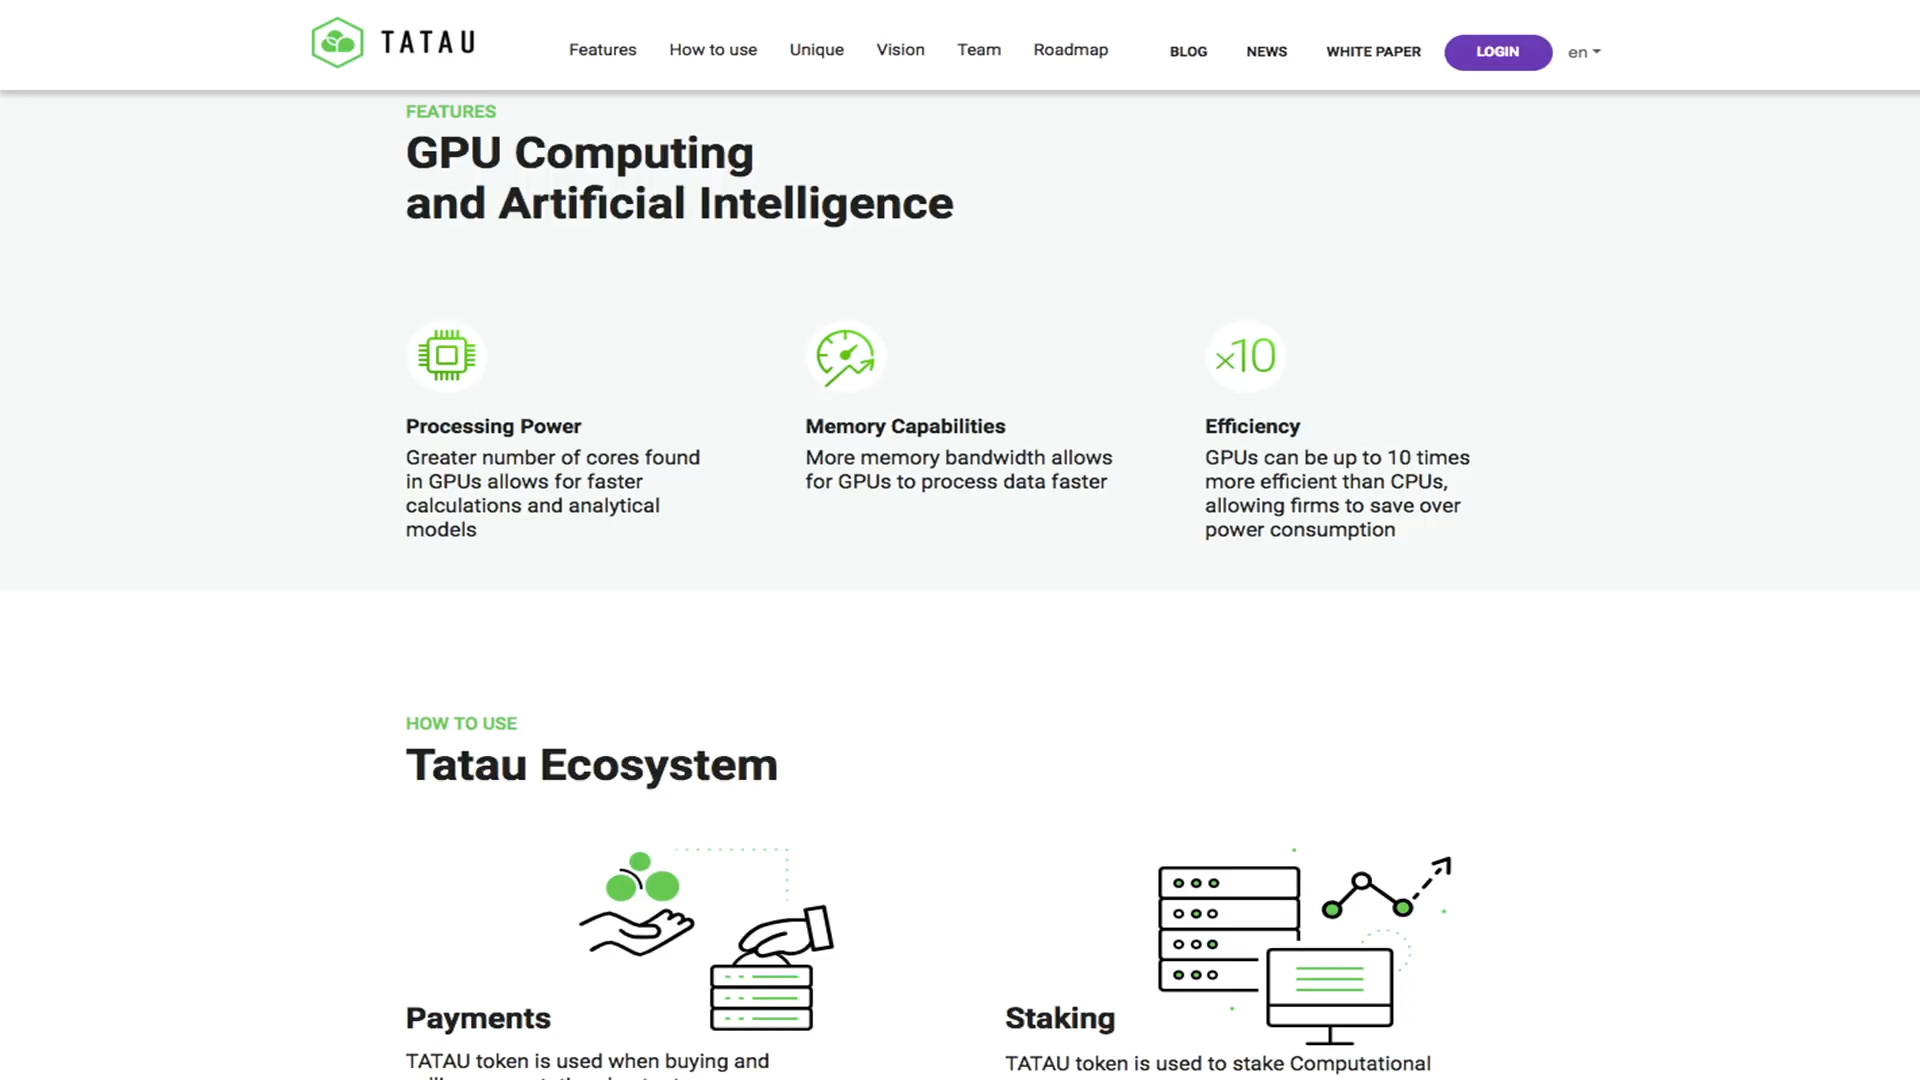 TATAU
Features How to use Unique Vision Team Roadmap BLOG NEWS WHITE PAPER LOGIN en
FEATURES
GPU Computing
and Artificial Intelligence
x10
Processing Power
Greater number of cores found
in GPUs allows for faster
calculations and analytical
models
Memory Capabilities
More memory bandwidth allows
for GPUs to process data faster
Efficiency
GPUs can be up to 10 times
more efficient than CPUs,
allowing firms to save over
power consumption
HOW TO USE
Tatau Ecosystem
Payments
TATAU token is used when buying and
Staking
TATAU token is used to stake Computational